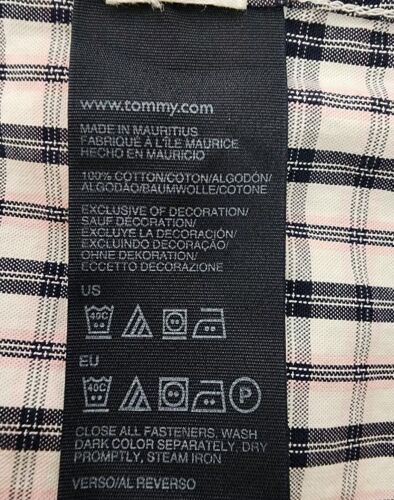 www.tommy.com
MADE IN MAURITIUS
FABRIQUÉ À L'ÎLE MAURICE
HECHO EN MAURICIO
100% COTTON/COTON/ALGODÓN/
ALGODÃO/BAUMWOLLE/COTONE
EXCLUSIVE OF DECORATION/
SAUF DECORATION/
EXCLUYE LA DECORACIÓN/
EXCLUINDO DECORAÇÃO/
OHNE DEKORATION/
ECCETTO DECORAZIONE
US
40C
EU
40C P
CLOSE ALL FASTENERS, WASH
DARK COLOR SEPARATELY, DRY
PROMPTLY, STEAM IRON
VERSO/AL REVERSO